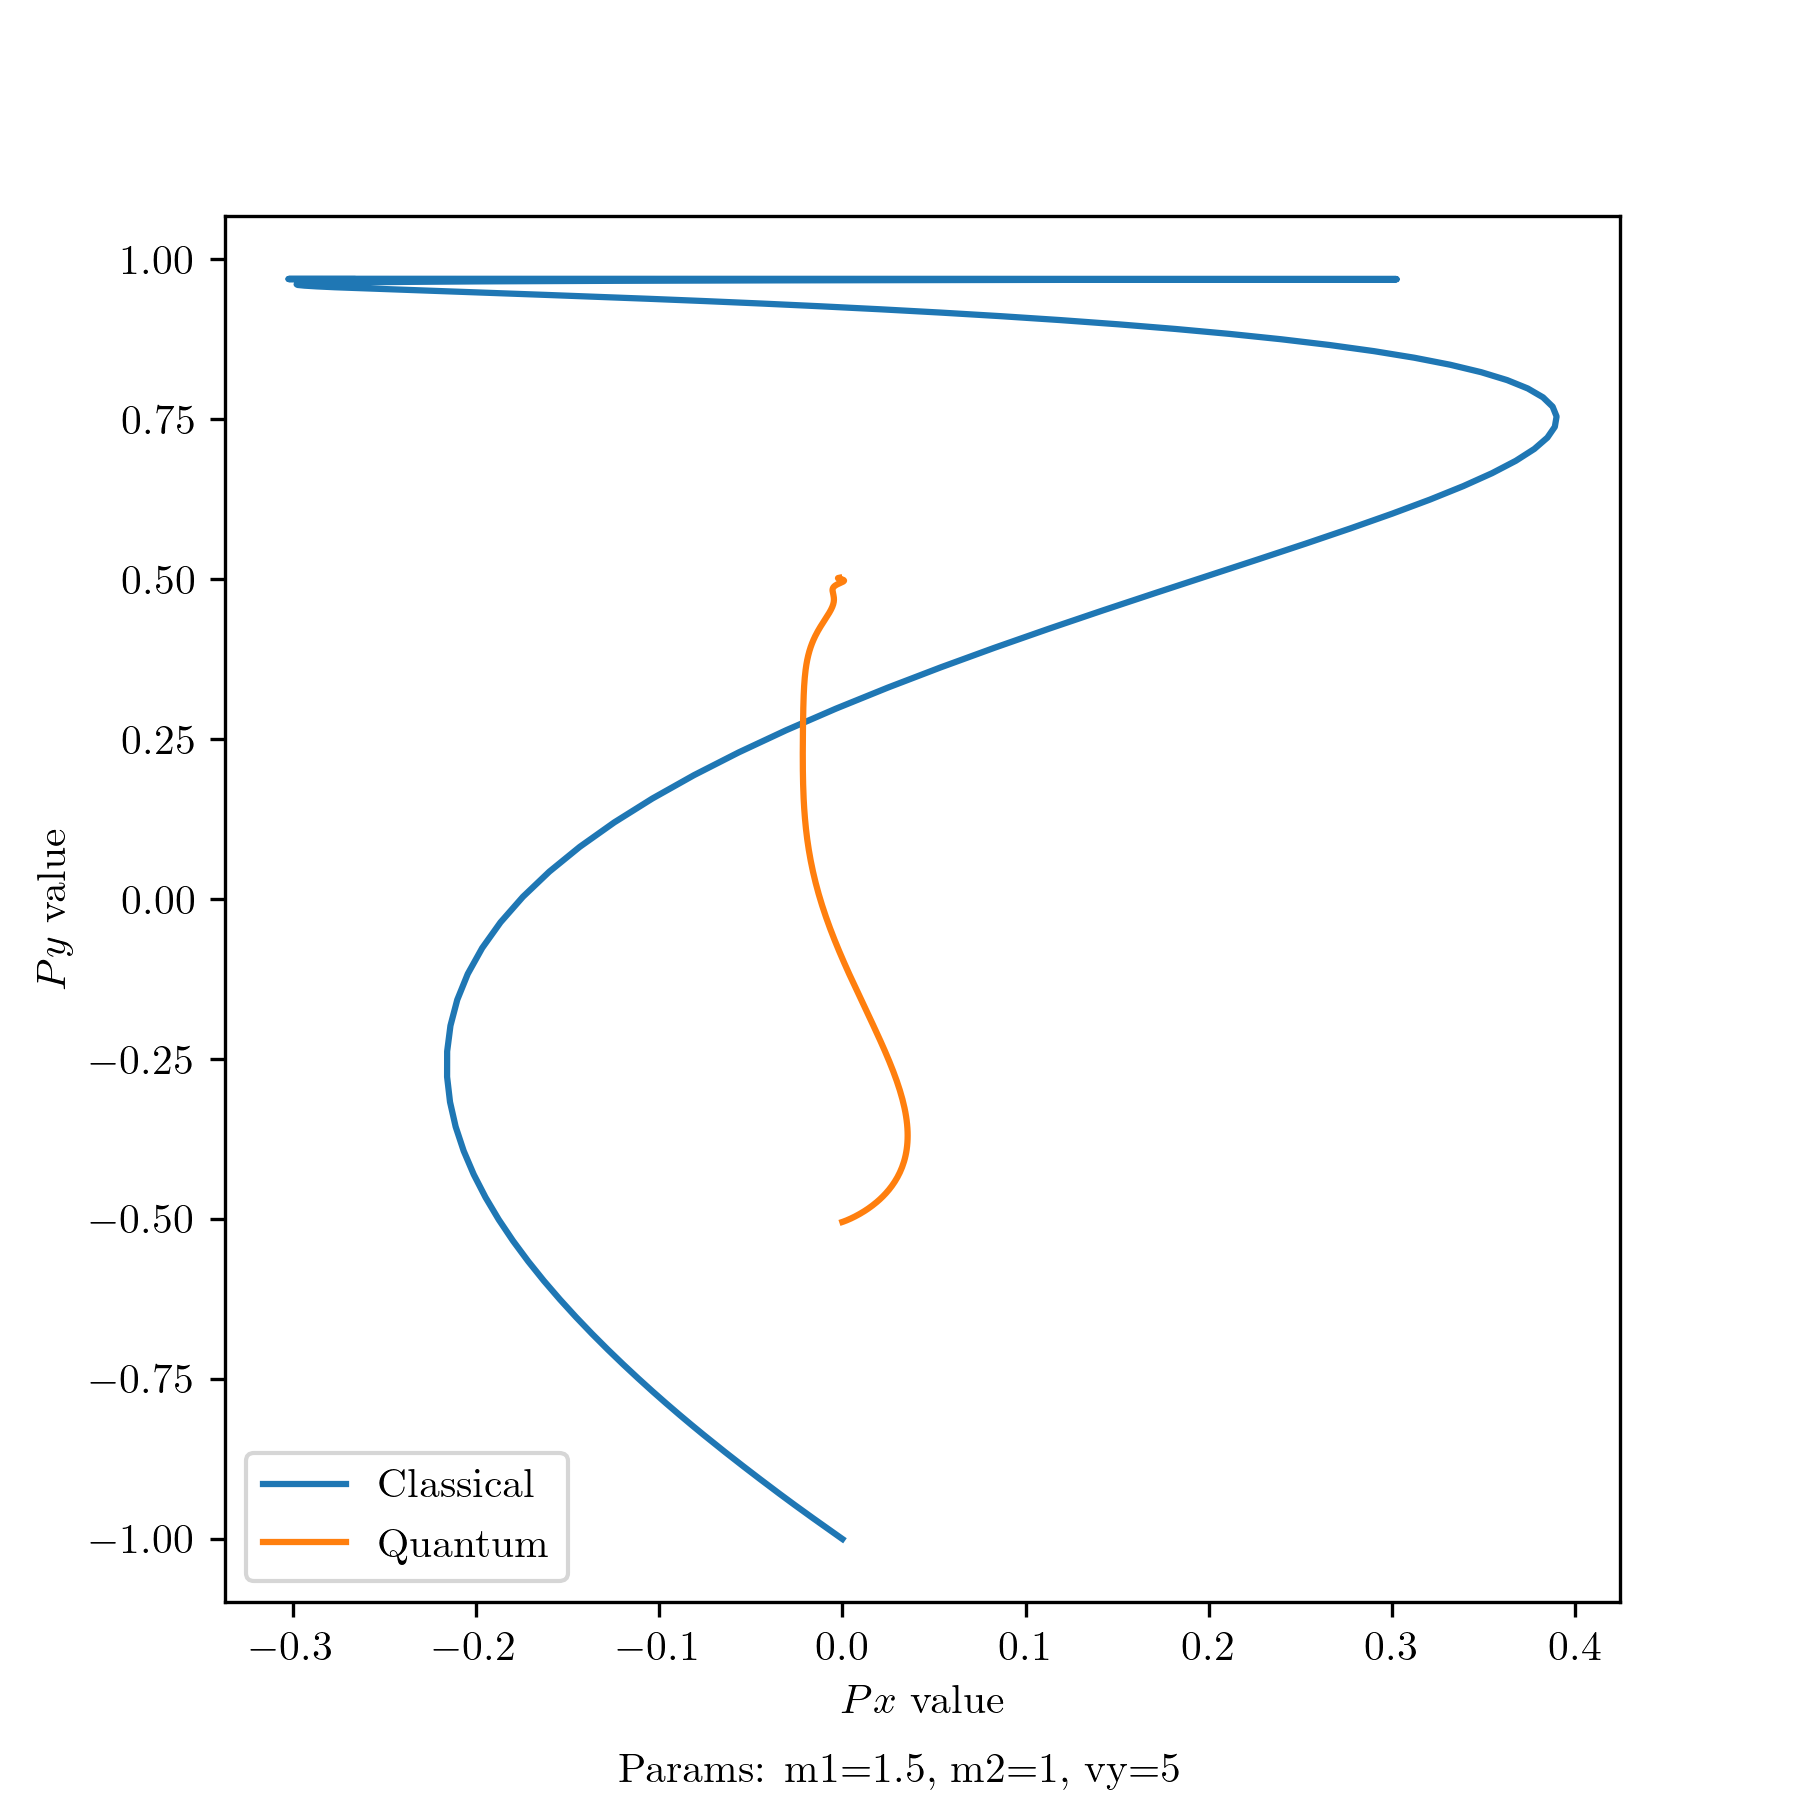 1.00
0.75
0.50
0.25
0.00
−0.25
−0.50
−0.75
−1.00
Py value
Classical
Quantum
−0.3 −0.2 −0.1 0.0 0.1 0.2 0.3 0.4
Px value
Params: m1=1.5, m2=1, vy=5